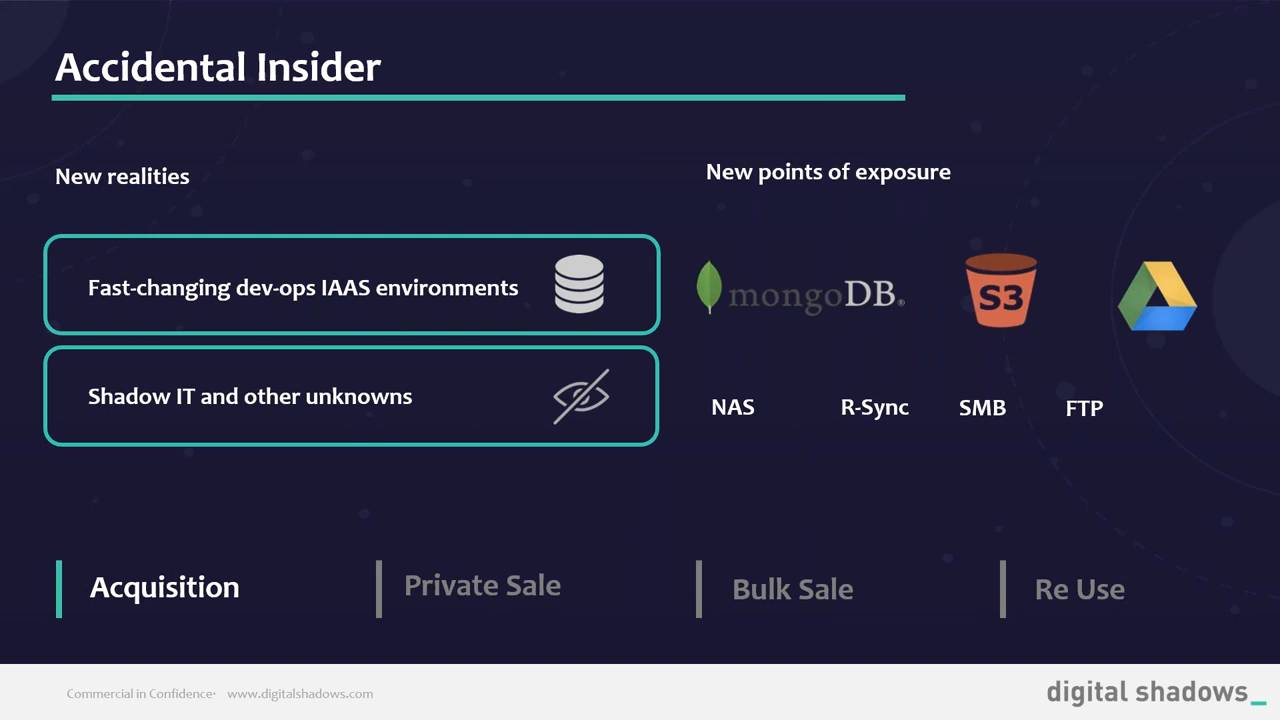 Accidental Insider
New realities
New points of exposure
Fast-changing dev-ops IAAS environments
mongoDB®
S3
Shadow IT and other unknowns
NAS R-Sync SMB FTP
Acquisition
Private Sale
Bulk Sale
Re Use
Commercial in Confidence· www.digitalshadows.com
digital shadows_